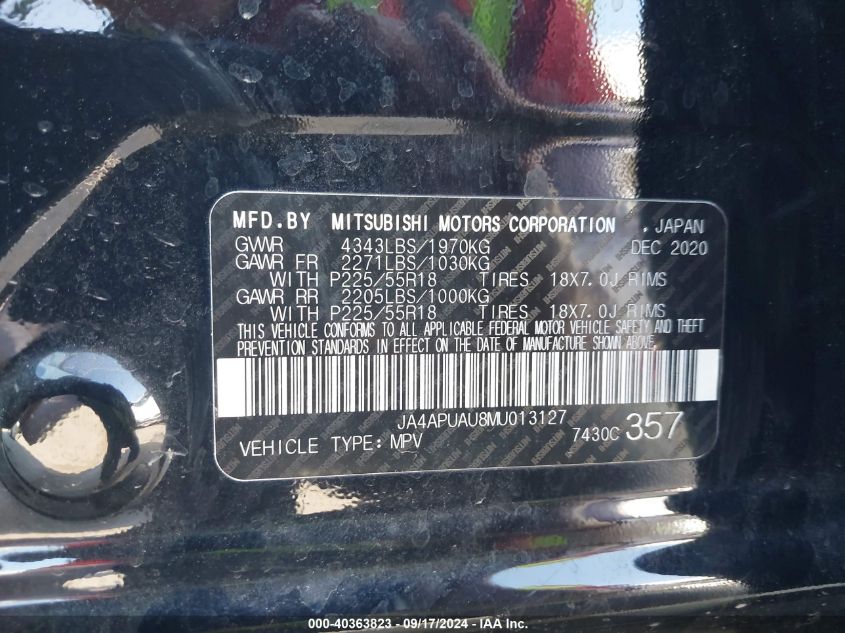 MFD.BY MITSUBISHI MOTORS CORPORATION , JAPAN
GVWR 4343LBS/1970KG DEC 2020
GAWR FR 2271LBS/1030KG
WITH P225/55R18 TIRES 18X7.0J RIMS
GAWR RR 2205LBS/1000KG
WITH P225/55R18 TIRES 18X7.0J RIMS
THIS VEHICLE CONFORMS TO ALL APPLICABLE FEDERAL MOTOR VEHICLE SAFETY AND THEFT
PREVENTION STANDARDS IN EFFECT ON THE DATE OF MANUFACTURE SHOWN ABOVE.
JA4APUAU8MU013127
VEHICLE TYPE: MPV 7430C 357
000-40363823 - 09/17/2024 - IAA Inc.